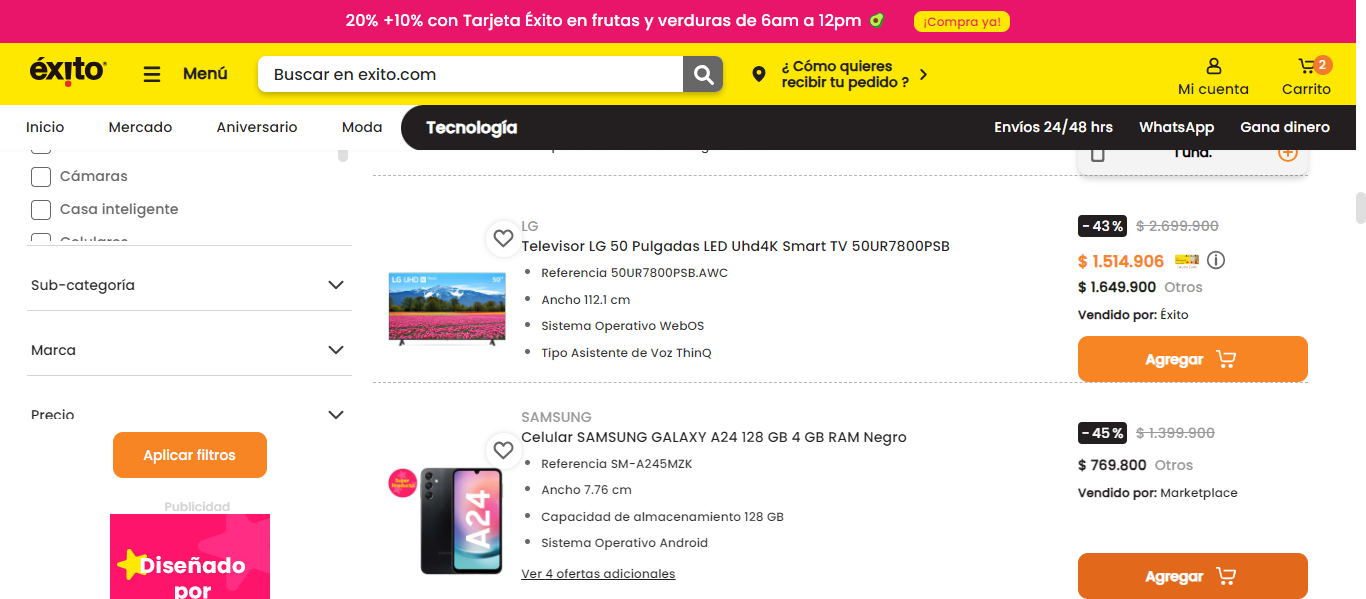 20% +10% con Tarjeta Éxito en frutas y verduras de 6am a 12pm
¡Compra ya!
éxito
Menú
Buscar en exito.com
¿ Cómo quieres
recibir tu pedido ?
Mi cuenta
2
Carrito
Inicio
Mercado
Aniversario
Moda
Tecnología
Envíos 24/48 hrs
WhatsApp
Gana dinero
Cámaras
Casa inteligente
Celulares
Sub-categoría
Marca
Precio
Aplicar filtros
Publicidad
Diseñado
por
1 und.
LG
Televisor LG 50 Pulgadas LED Uhd4K Smart TV 50UR7800PSB
Referencia 50UR7800PSB.AWC
Ancho 112.1 cm
Sistema Operativo WebOS
Tipo Asistente de Voz ThinQ
LG UHD
50"
- 43 %
$ 2.699.900
$ 1.514.906
$ 1.649.900 Otros
Vendido por: Éxito
Agregar
SAMSUNG
Celular SAMSUNG GALAXY A24 128 GB 4 GB RAM Negro
Referencia SM-A245MZK
Ancho 7.76 cm
Capacidad de almacenamiento 128 GB
Sistema Operativo Android
Ver 4 ofertas adicionales
Super
Productos
A24
- 45 %
$ 1.399.900
$ 769.800 Otros
Vendido por: Marketplace
Agregar